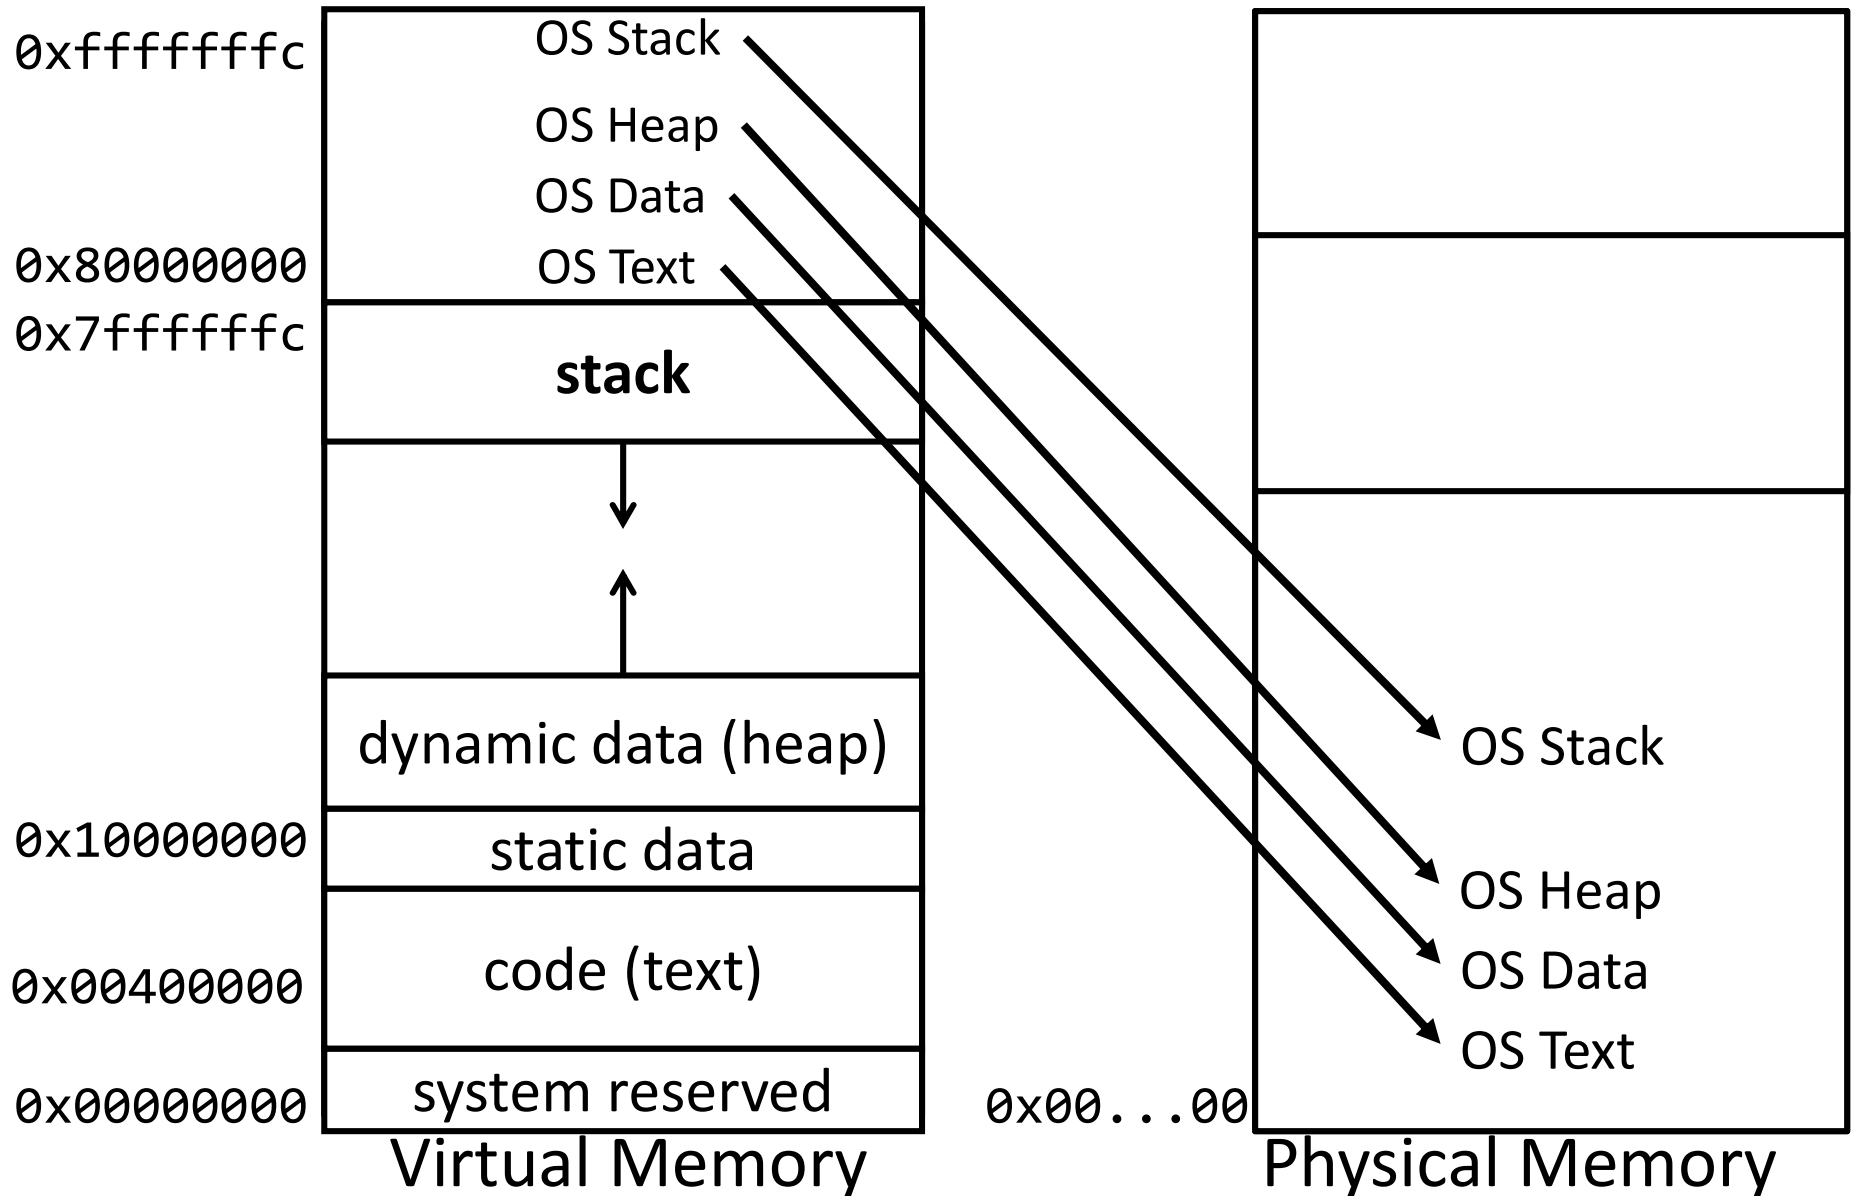 0xfffffffc
OS Stack
OS Heap
OS Data
0x80000000
OS Text
0x7ffffffc
stack
dynamic data (heap)
0x10000000
static data
code (text)
0x00400000
system reserved
0x00000000
Virtual Memory
OS Stack
OS Heap
OS Data
OS Text
0x00...00
Physical Memory